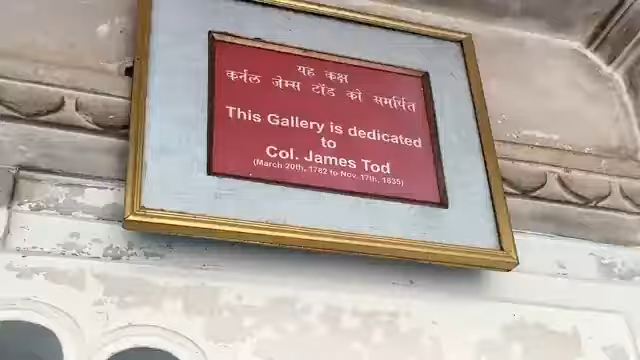 यह कक्ष
कर्नल जेम्स टॉड को समर्पित
This Gallery is dedicated
to
Col. James Tod
(March 20th, 1782 to Nov. 17th, 1835)